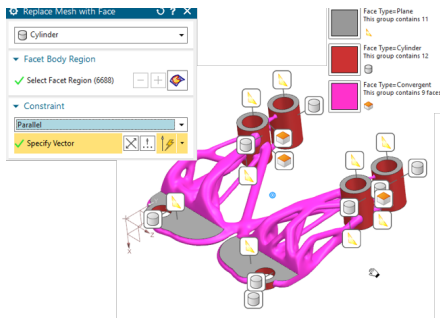 Replace Mesh with Face
Cylinder
Facet Body Region
Select Facet Region (6688)
Constraint
Parallel
Specify Vector
Face Type=Plane
This group contains 11
Face Type=Cylinder
This group contains 12
Face Type=Convergent
This group contains 9 faces
X
Z